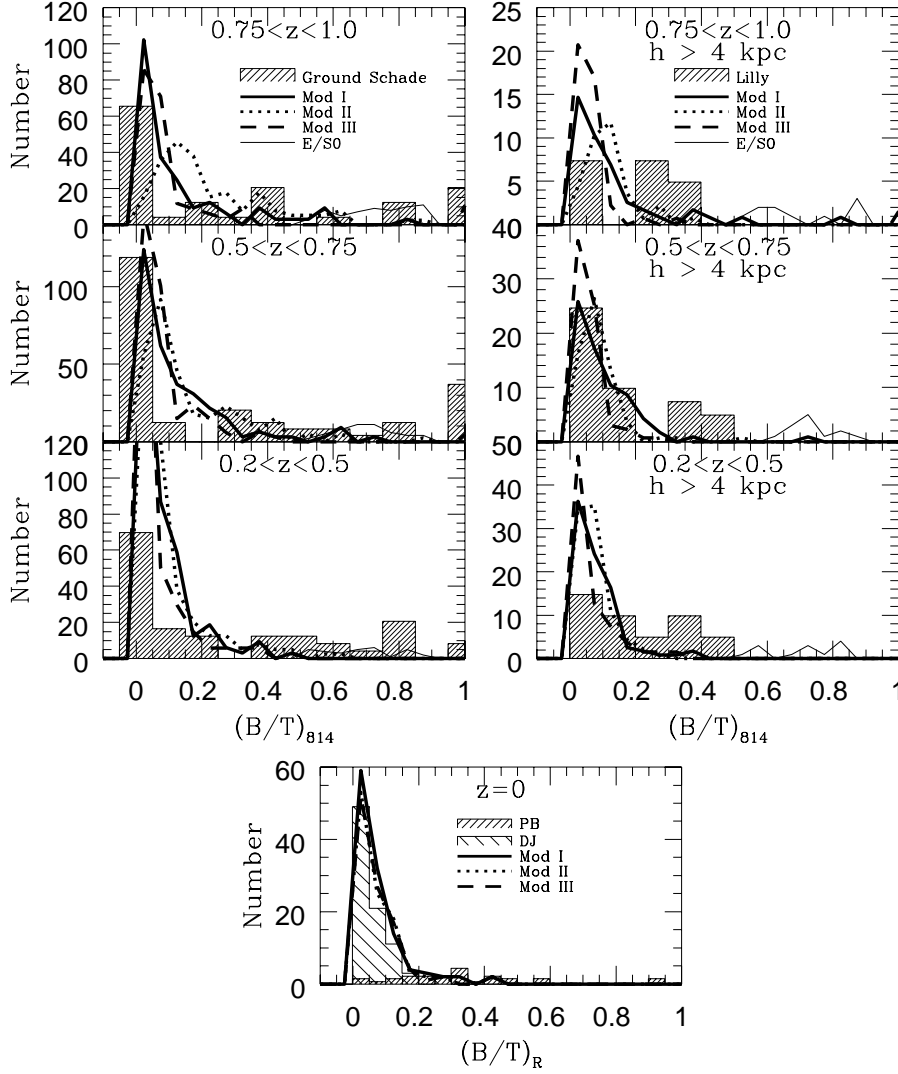 0.75<z<1.0
Ground Schade
Mod I
Mod II
Mod III
E/S0
Number
120
100
80
60
40
20
0
0.75<z<1.0
h > 4 kpc
Lilly
Mod I
Mod II
Mod III
E/S0
25
20
15
10
5
0.5<z<0.75
Number
100
50
0.5<z<0.75
h > 4 kpc
40
30
20
10
0.2<z<0.5
Number
120
100
80
60
40
20
0
0 0.2 0.4 0.6 0.8 1
(B/T)814
0.2<z<0.5
h > 4 kpc
50
40
30
20
10
0
0 0.2 0.4 0.6 0.8 1
(B/T)814
z=0
PB
DJ
Mod I
Mod II
Mod III
Number
60
40
20
0
0 0.2 0.4 0.6 0.8 1
(B/T)R